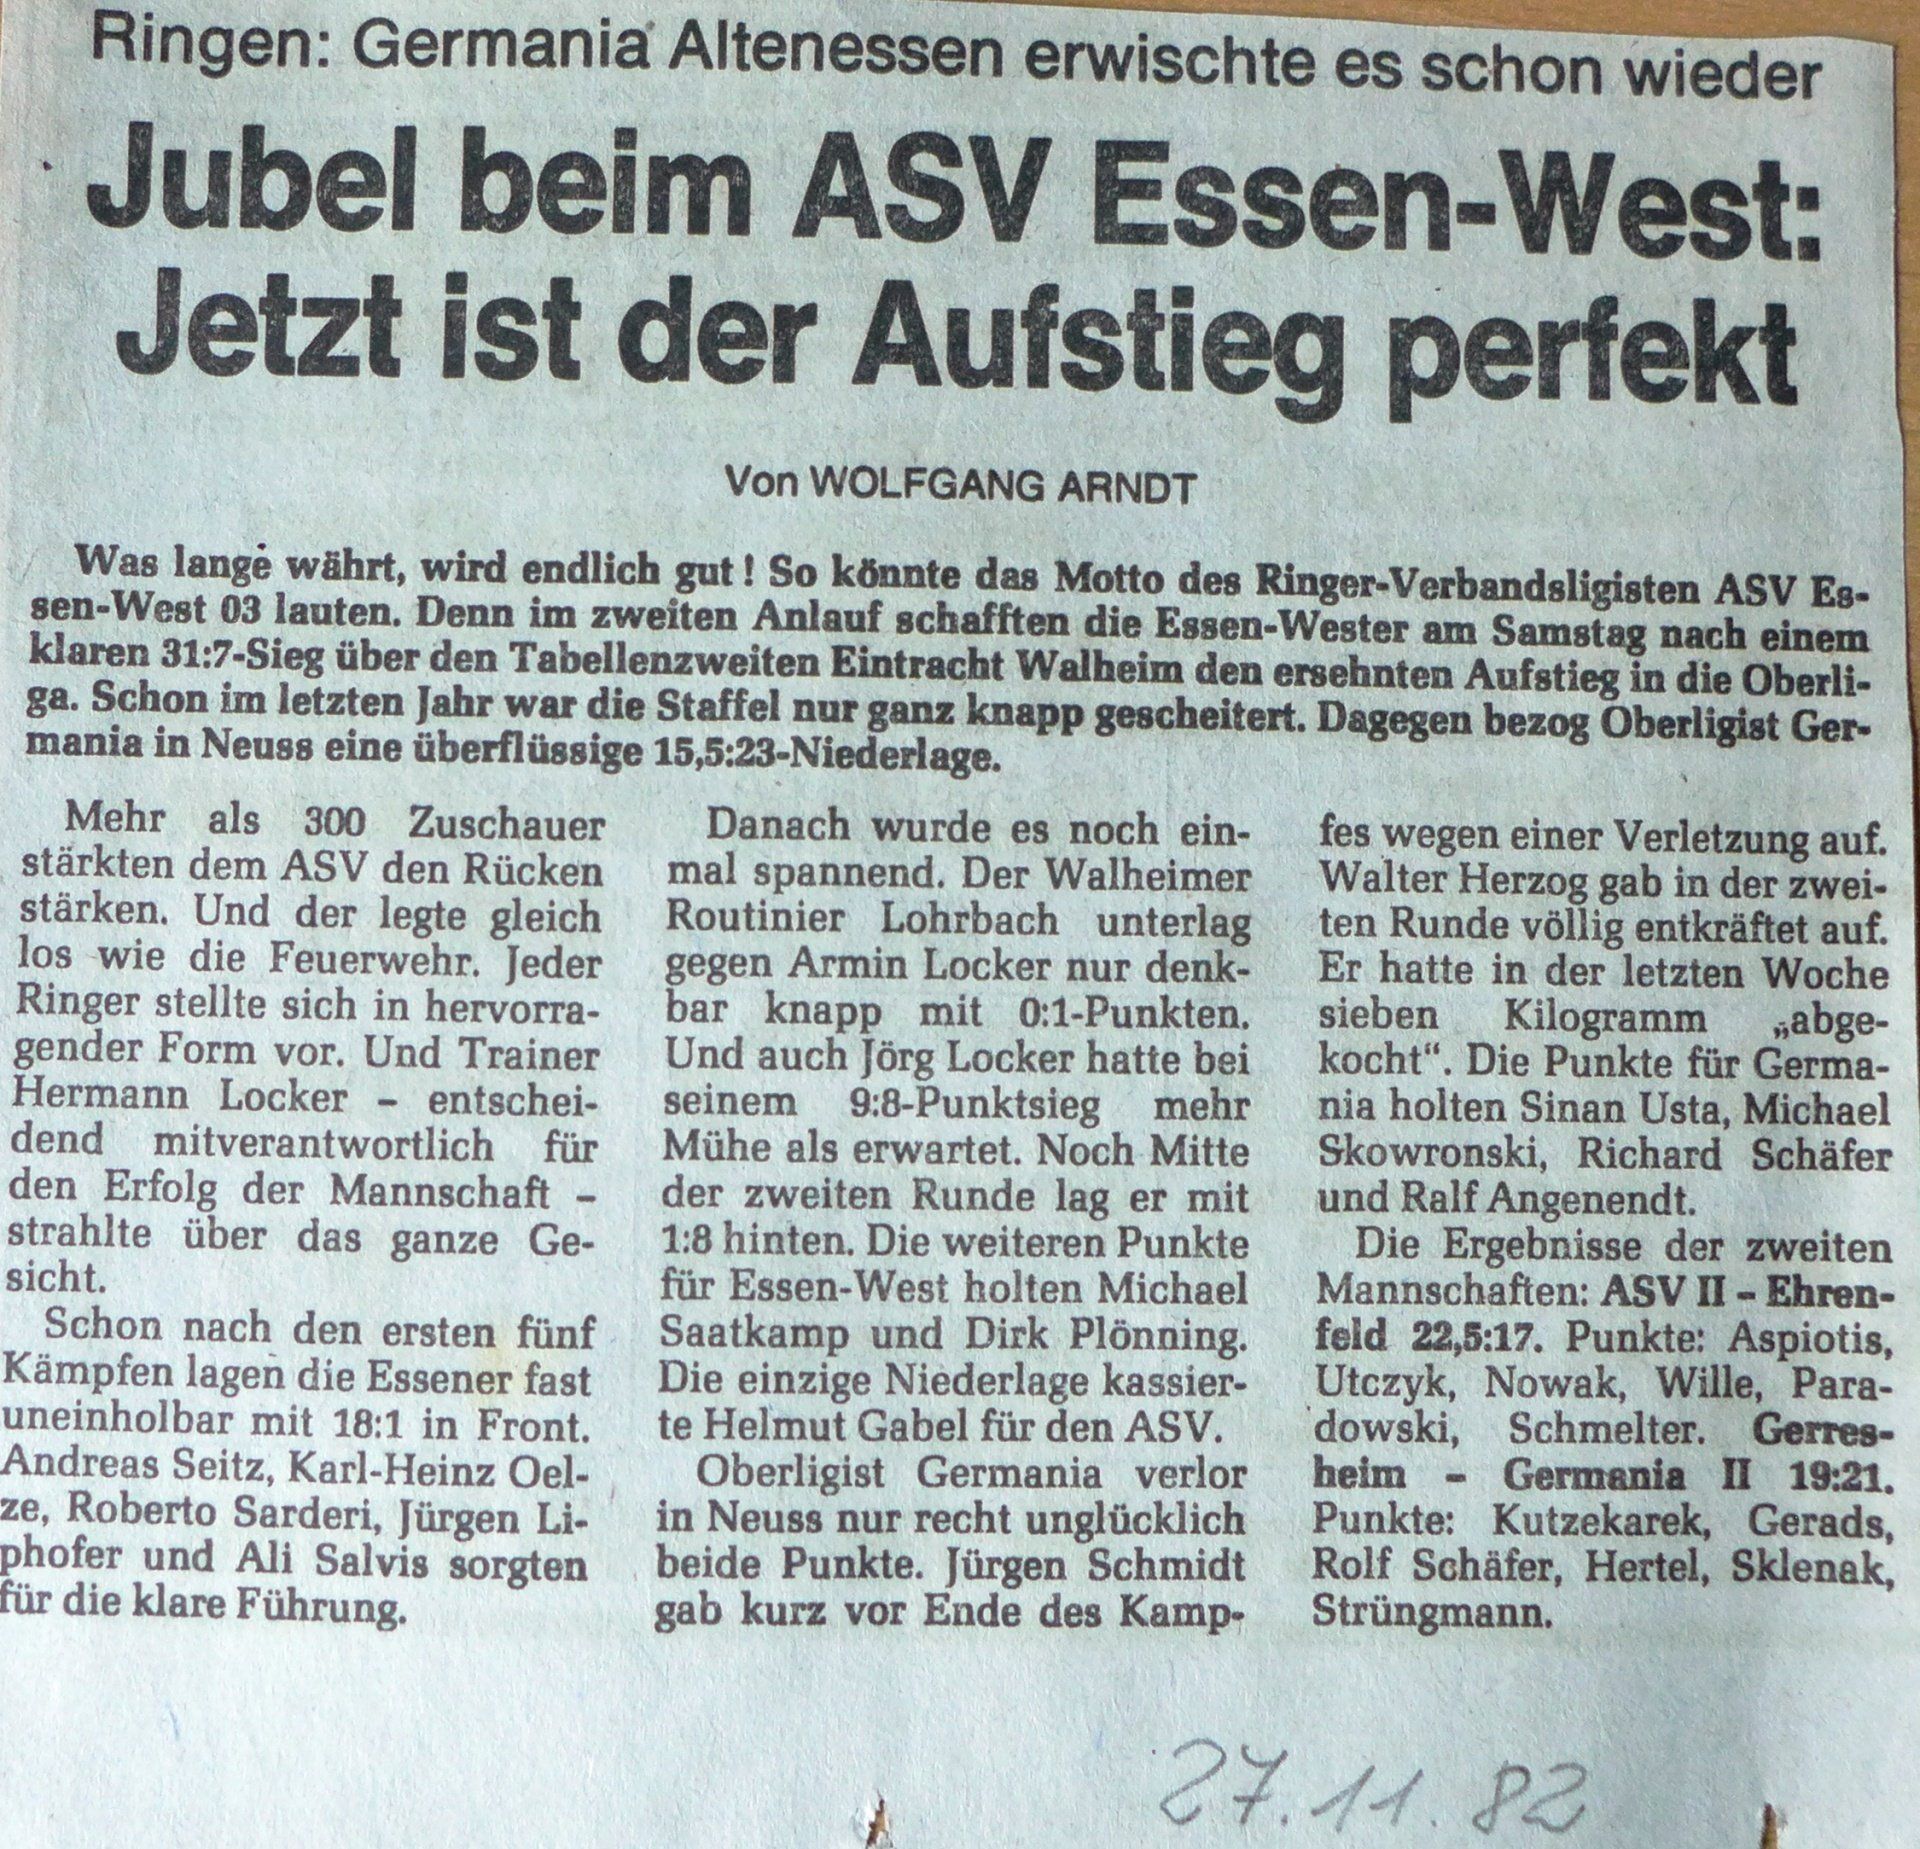 Ringen: Germania Altenessen erwischte es schon wieder
Jubel beim ASV Essen-West:
Jetzt ist der Aufstieg perfekt
Von WOLFGANG ARNDT
Was lange währt, wird endlich gut! So könnte das Motto des Ringer-Verbandsligisten ASV Es-
sen-West 03 lauten. Denn im zweiten Anlauf schafften die Essen-Wester am Samstag nach einem
klaren 31:7-Sieg über den Tabellenzweiten Eintracht Walheim den ersehnten Aufstieg in die Oberli-
ga. Schon im letzten Jahr war die Staffel nur ganz knapp gescheitert. Dagegen bezog Oberligist Ger-
mania in Neuss eine überflüssige 15,5:23-Niederlage.
Mehr als 300 Zuschauer
stärkten dem ASV den Rücken
stärken. Und der legte gleich
los wie die Feuerwehr. Jeder
Ringer stellte sich in hervorra-
gender Form vor. Und Trainer
Hermann Locker – entschei-
dend mitverantwortlich für
den Erfolg der Mannschaft –
strahlte über das ganze Ge-
sicht.
Schon nach den ersten fünf
Kämpfen lagen die Essener fast
uneinholbar mit 18:1 in Front.
Andreas Seitz, Karl-Heinz Oel-
ze, Roberto Sarderi, Jürgen Li-
phofer und Ali Salvis sorgten
für die klare Führung.
Danach wurde es noch ein-
mal spannend. Der Walheimer
Routinier Lohrbach unterlag
gegen Armin Locker nur denk-
bar knapp mit 0:1-Punkten.
Und auch Jörg Locker hatte bei
seinem 9:8-Punktsieg mehr
Mühe als erwartet. Noch Mitte
der zweiten Runde lag er mit
1:8 hinten. Die weiteren Punkte
für Essen-West holten Michael
Saatkamp und Dirk Plönning.
Die einzige Niederlage kassier-
te Helmut Gabel für den ASV.
Oberligist Germania verlor
in Neuss nur recht unglücklich
beide Punkte. Jürgen Schmidt
gab kurz vor Ende des Kamp-
fes wegen einer Verletzung auf.
Walter Herzog gab in der zwei-
ten Runde völlig entkräftet auf.
Er hatte in der letzten Woche
sieben Kilogramm „abge-
kocht“. Die Punkte für Germa-
nia holten Sinan Usta, Michael
Skowronski, Richard Schäfer
und Ralf Angenendt.
Die Ergebnisse der zweiten
Mannschaften: ASV II – Ehren-
feld 22,5:17. Punkte: Aspiotis,
Utczyk, Nowak, Wille, Para-
dowski, Schmelter. Gerres-
heim – Germania II 19:21.
Punkte: Kutzekarek, Gerads,
Rolf Schäfer, Hertel, Sklenak,
Strüngmann.
27.11.82